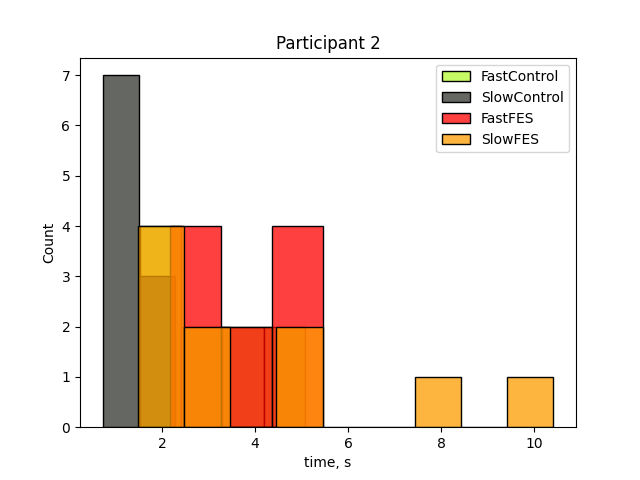 Participant 2
FastControl
SlowControl
FastFES
SlowFES
7
6
5
4
3
2
1
0
Count
2
4
6
8
10
time, s